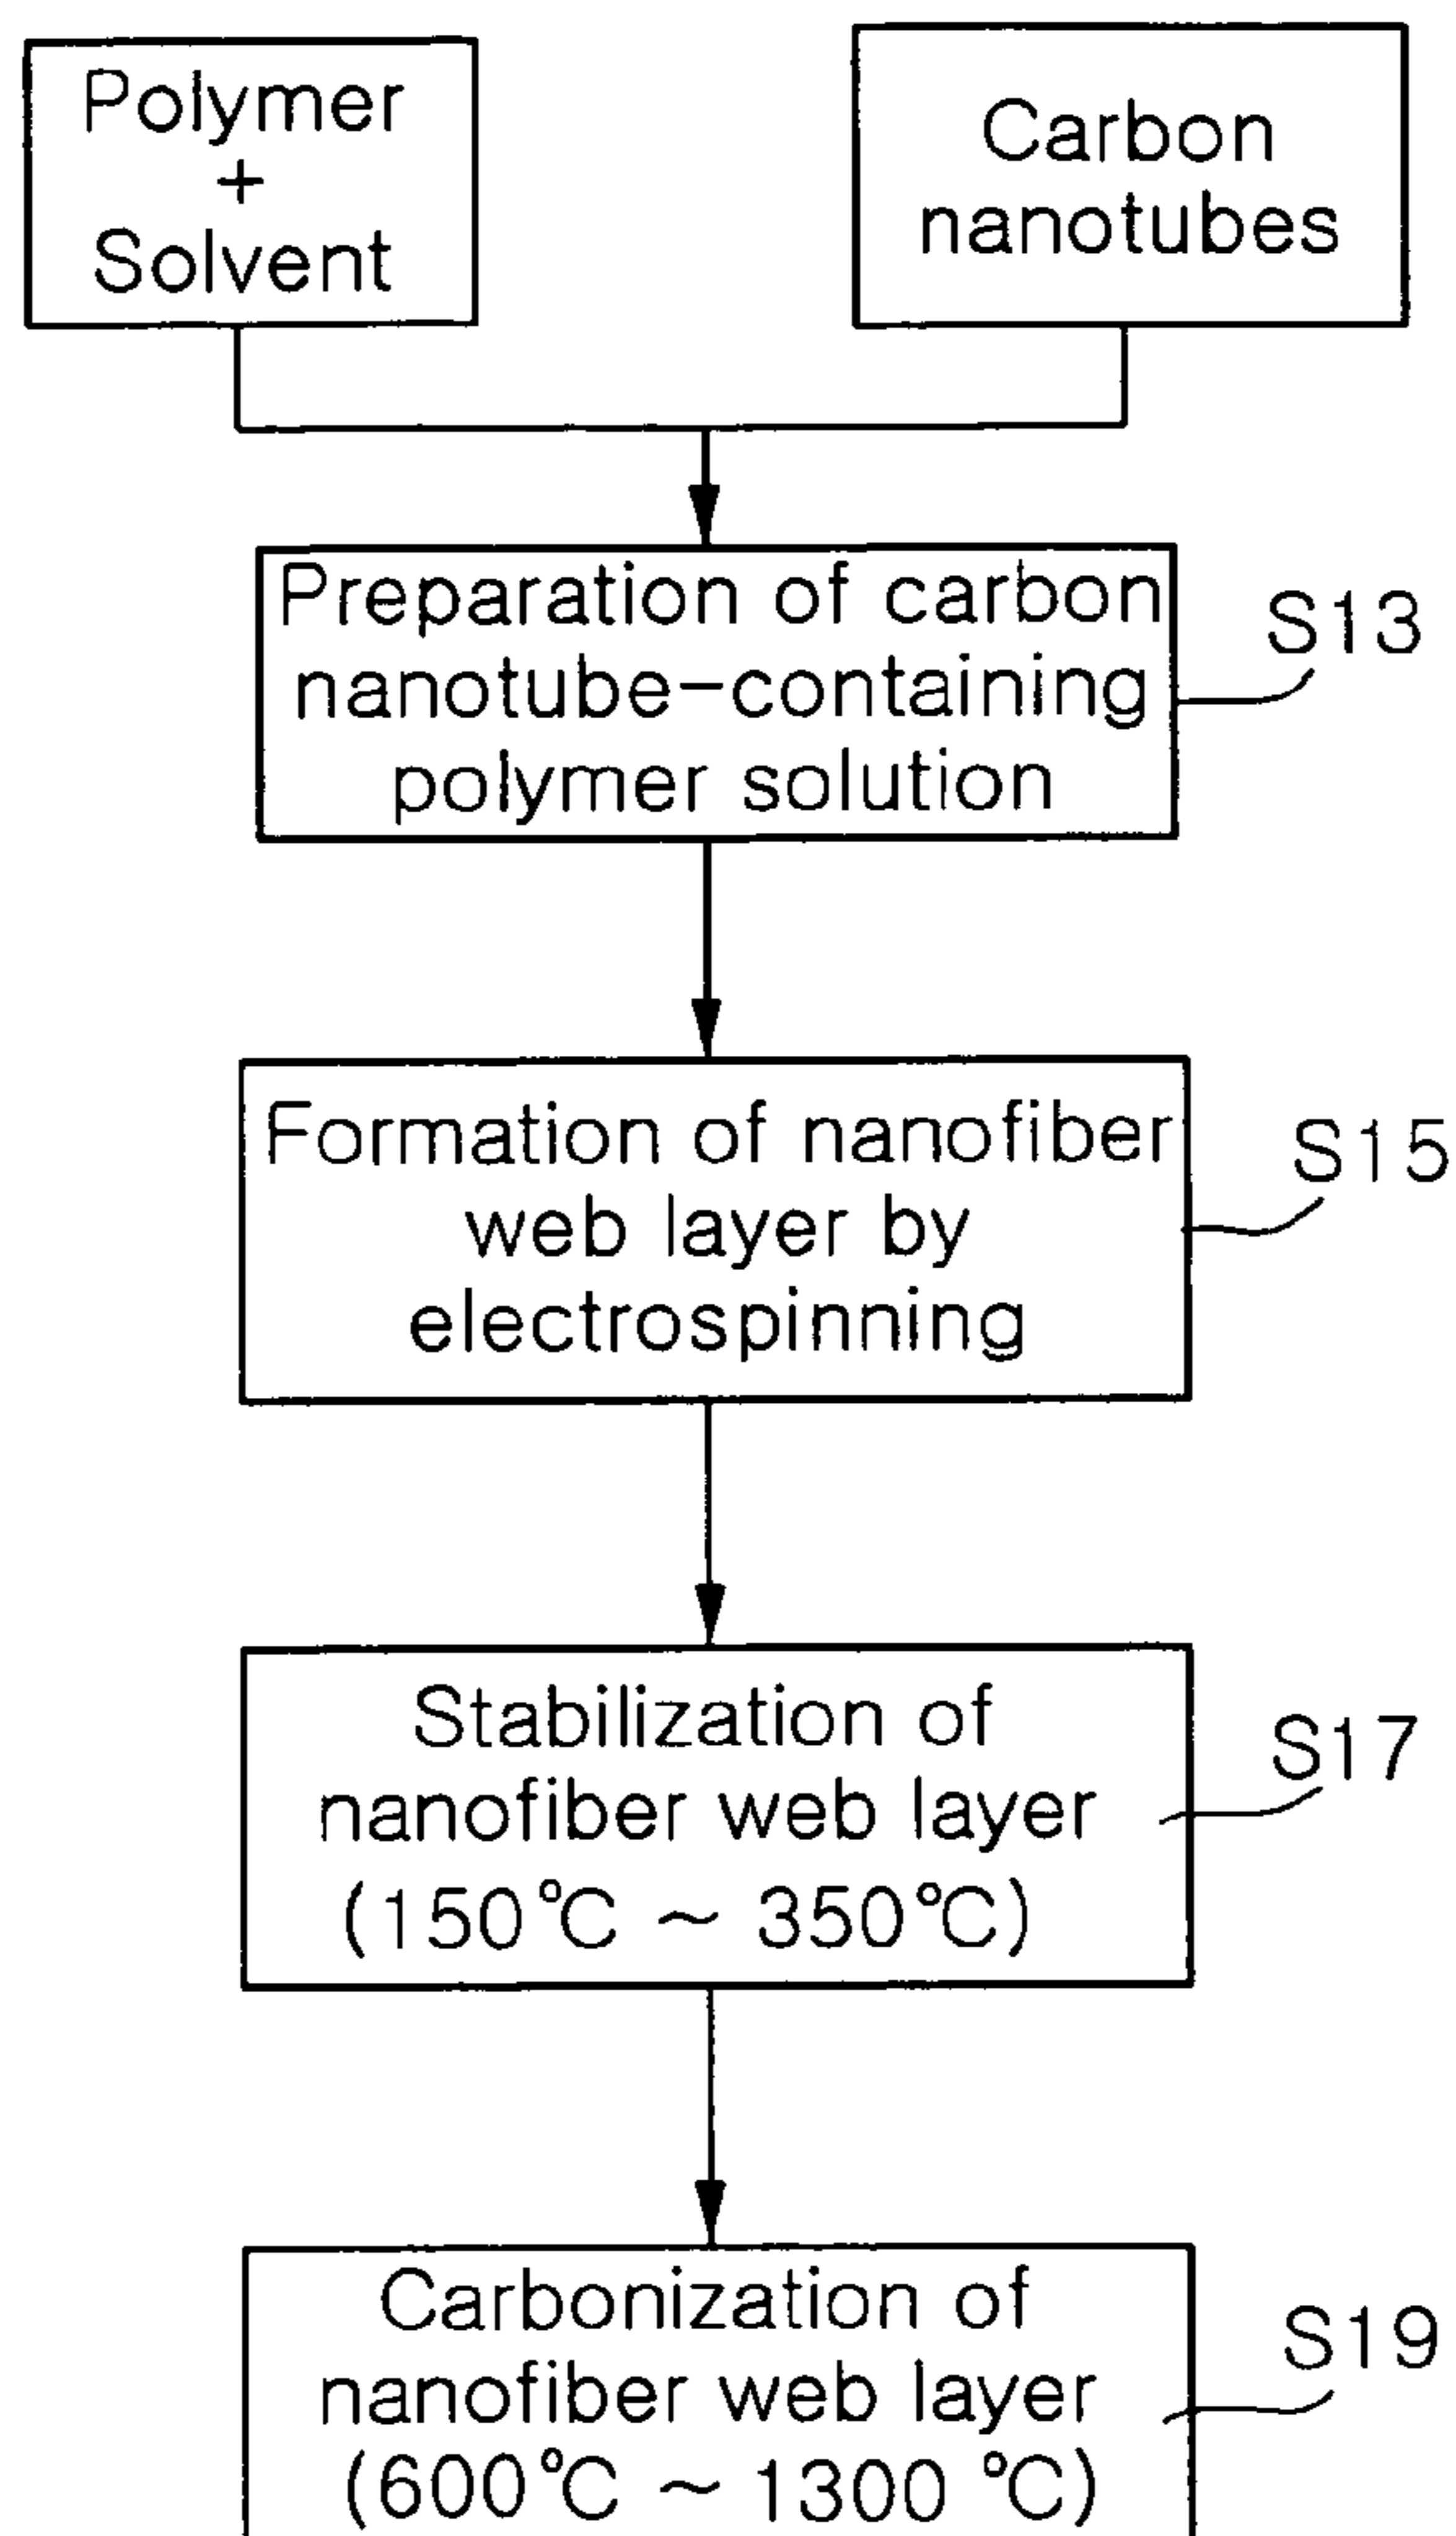 Polymer
+
Solvent
Carbon
nanotubes
Preparation of carbon
nanotube-containing
polymer solution
S13
Formation of nanofiber
web layer by
electrospinning
S15
Stabilization of
nanofiber web layer
(150℃ ~ 350℃)
S17
Carbonization of
nanofiber web layer
(600℃ ~ 1300 ℃)
S19